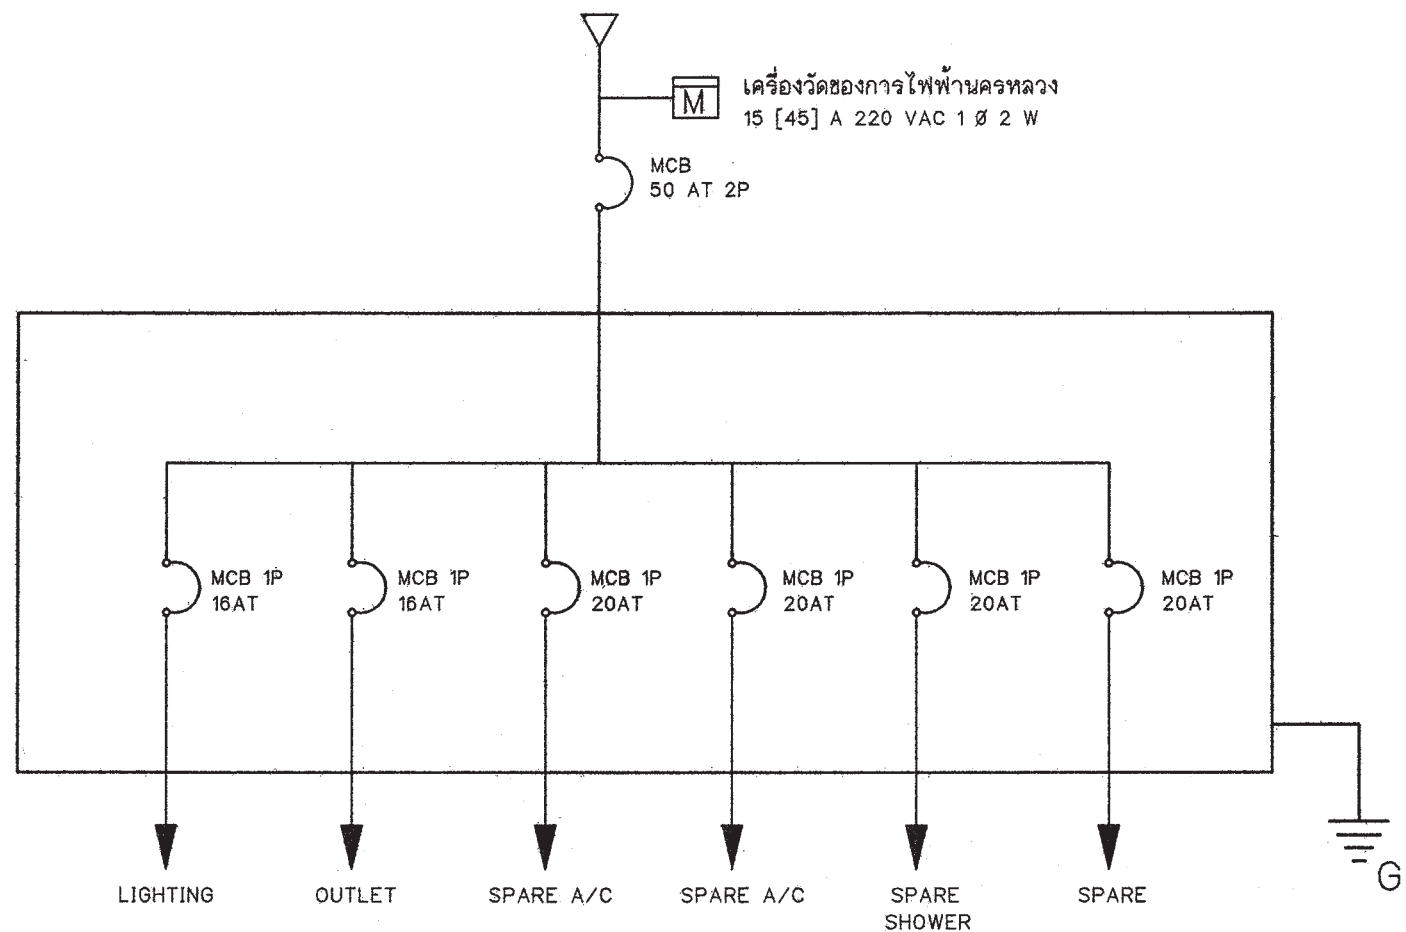 M
เครื่องวัดของการไฟฟ้านครหลวง
15 [45] A 220 VAC 1 Ø 2 W
MCB
50 AT 2P
MCB 1P
16AT
MCB 1P
16AT
MCB 1P
20AT
MCB 1P
20AT
MCB 1P
20AT
MCB 1P
20AT
LIGHTING
OUTLET
SPARE A/C
SPARE A/C
SPARE
SHOWER
SPARE
G